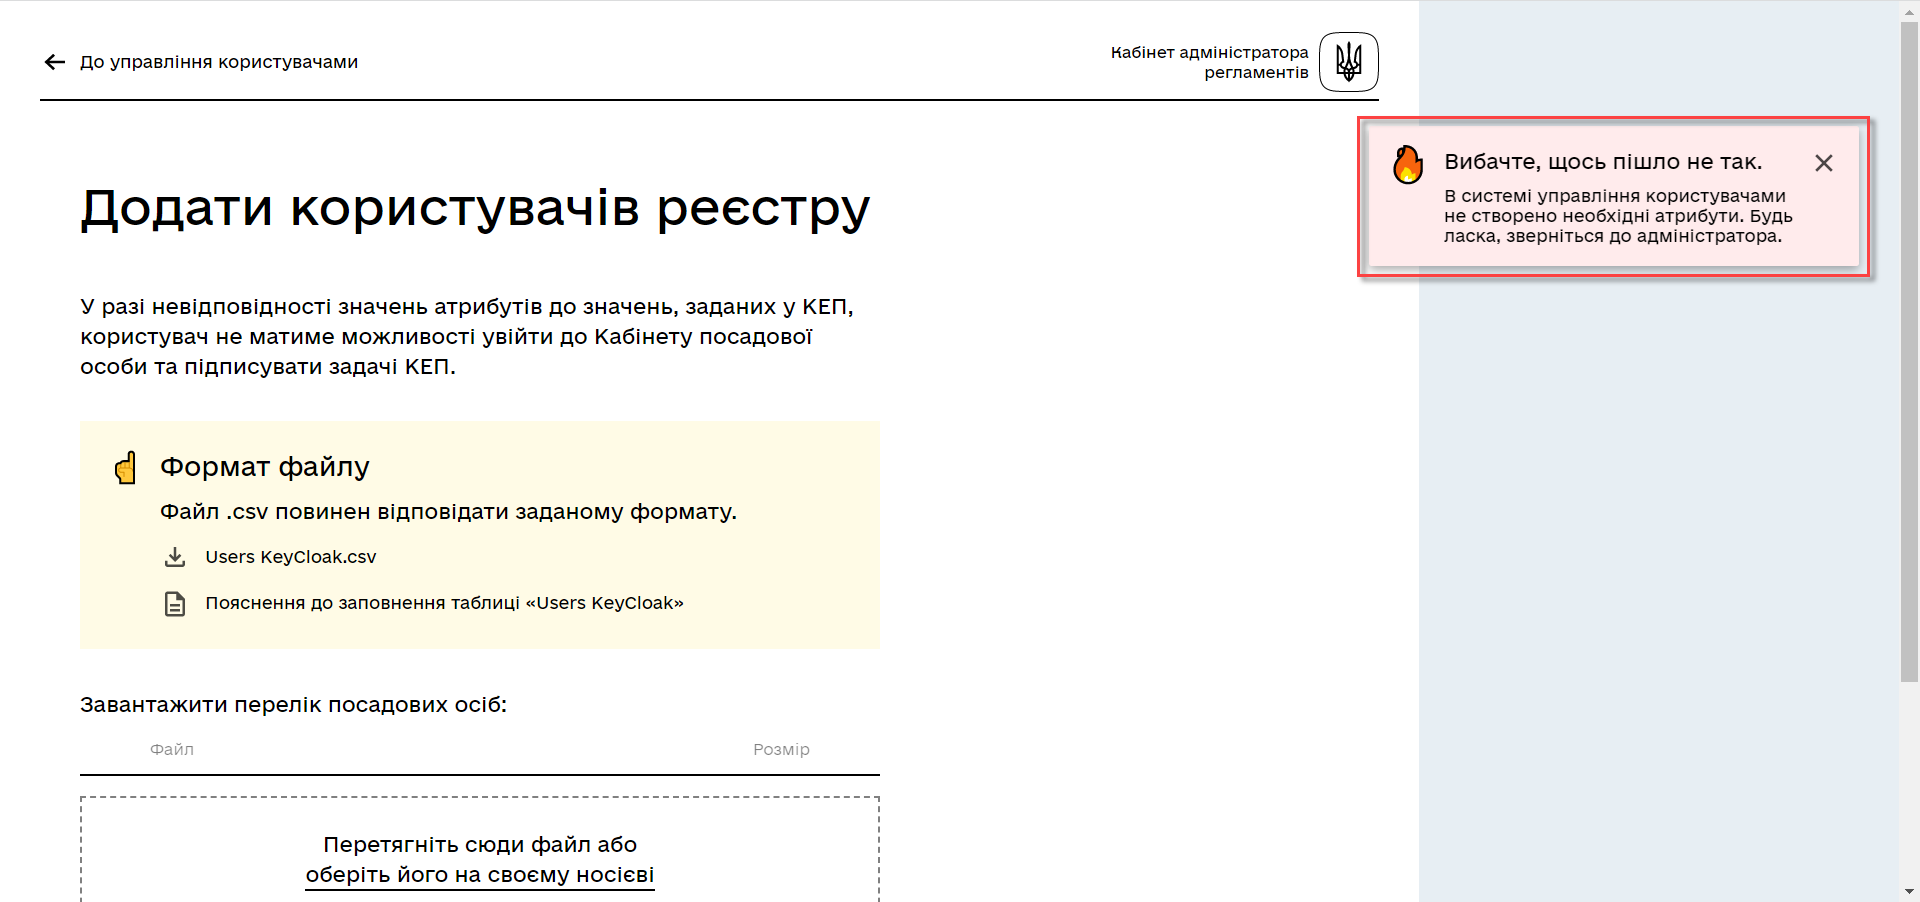 До управління користувачами
Кабінет адміністратора
регламентів
Вибачте, щось пішло не так.
В системі управління користувачами
не створено необхідні атрибути. Будь
ласка, зверніться до адміністратора.
Додати користувачів реєстру
У разі невідповідності значень атрибутів до значень, заданих у КЕП,
користувач не матиме можливості увійти до Кабінету посадової
особи та підписувати задачі КЕП.
Формат файлу
Файл .csv повинен відповідати заданому формату.
Users KeyCloak.csv
Пояснення до заповнення таблиці «Users KeyCloak»
Завантажити перелік посадових осіб:
Файл Розмір
Перетягніть сюди файл або
оберіть його на своєму носієві